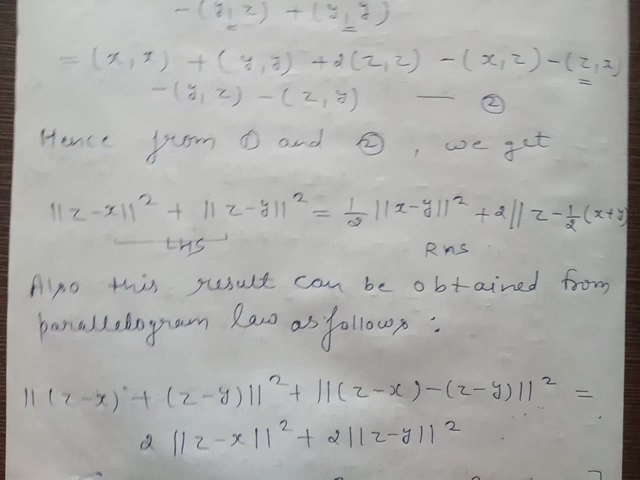 -(y,z) + (y,y)
= (x,x) + (y,y) + 2(z,z) - (x,z) - (z,x)
-(y,z) - (z,y) — ②
Hence from ① and ②, we get
||z-x||² + ||z-y||² = 1/2 ||x-y||² + 2||z-1/2(x+y)
LHS RHS
Also this result can be obtained from
parallelogram law as follows:
||(z-x) + (z-y)||² + ||(z-x)-(z-y)||² =
2||z-x||² + 2||z-y||²